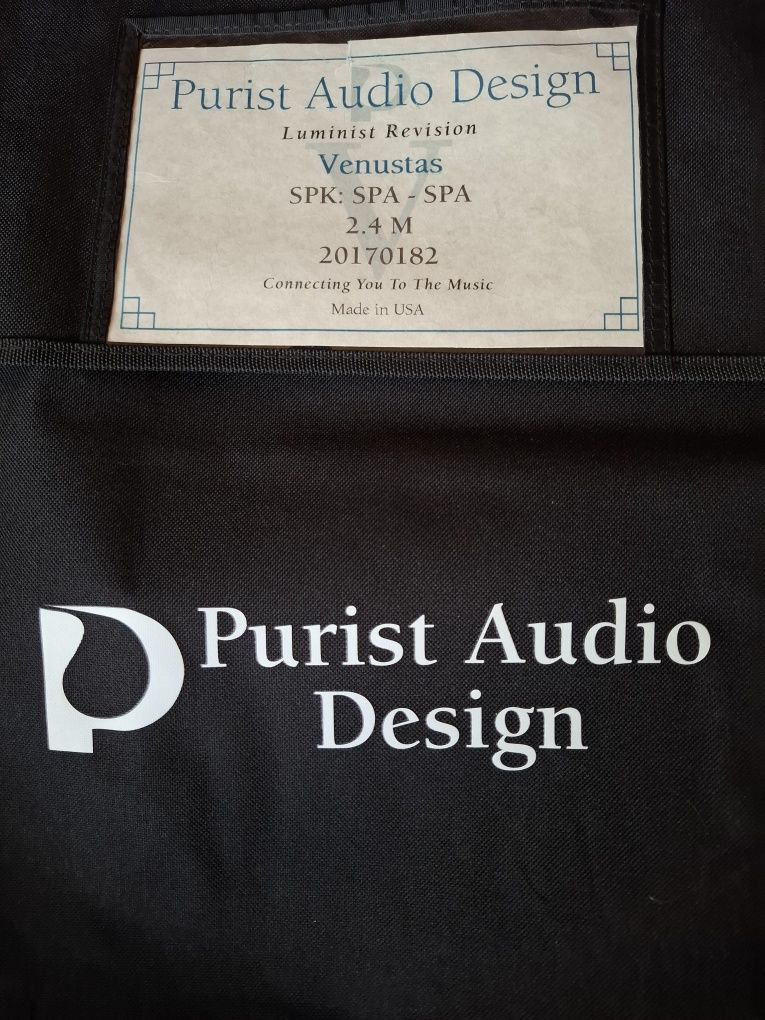 Purist Audio Design
Luminist Revision
Venustas
SPK: SPA - SPA
2.4 M
20170182
Connecting You To The Music
Made in USA
Purist Audio
Design